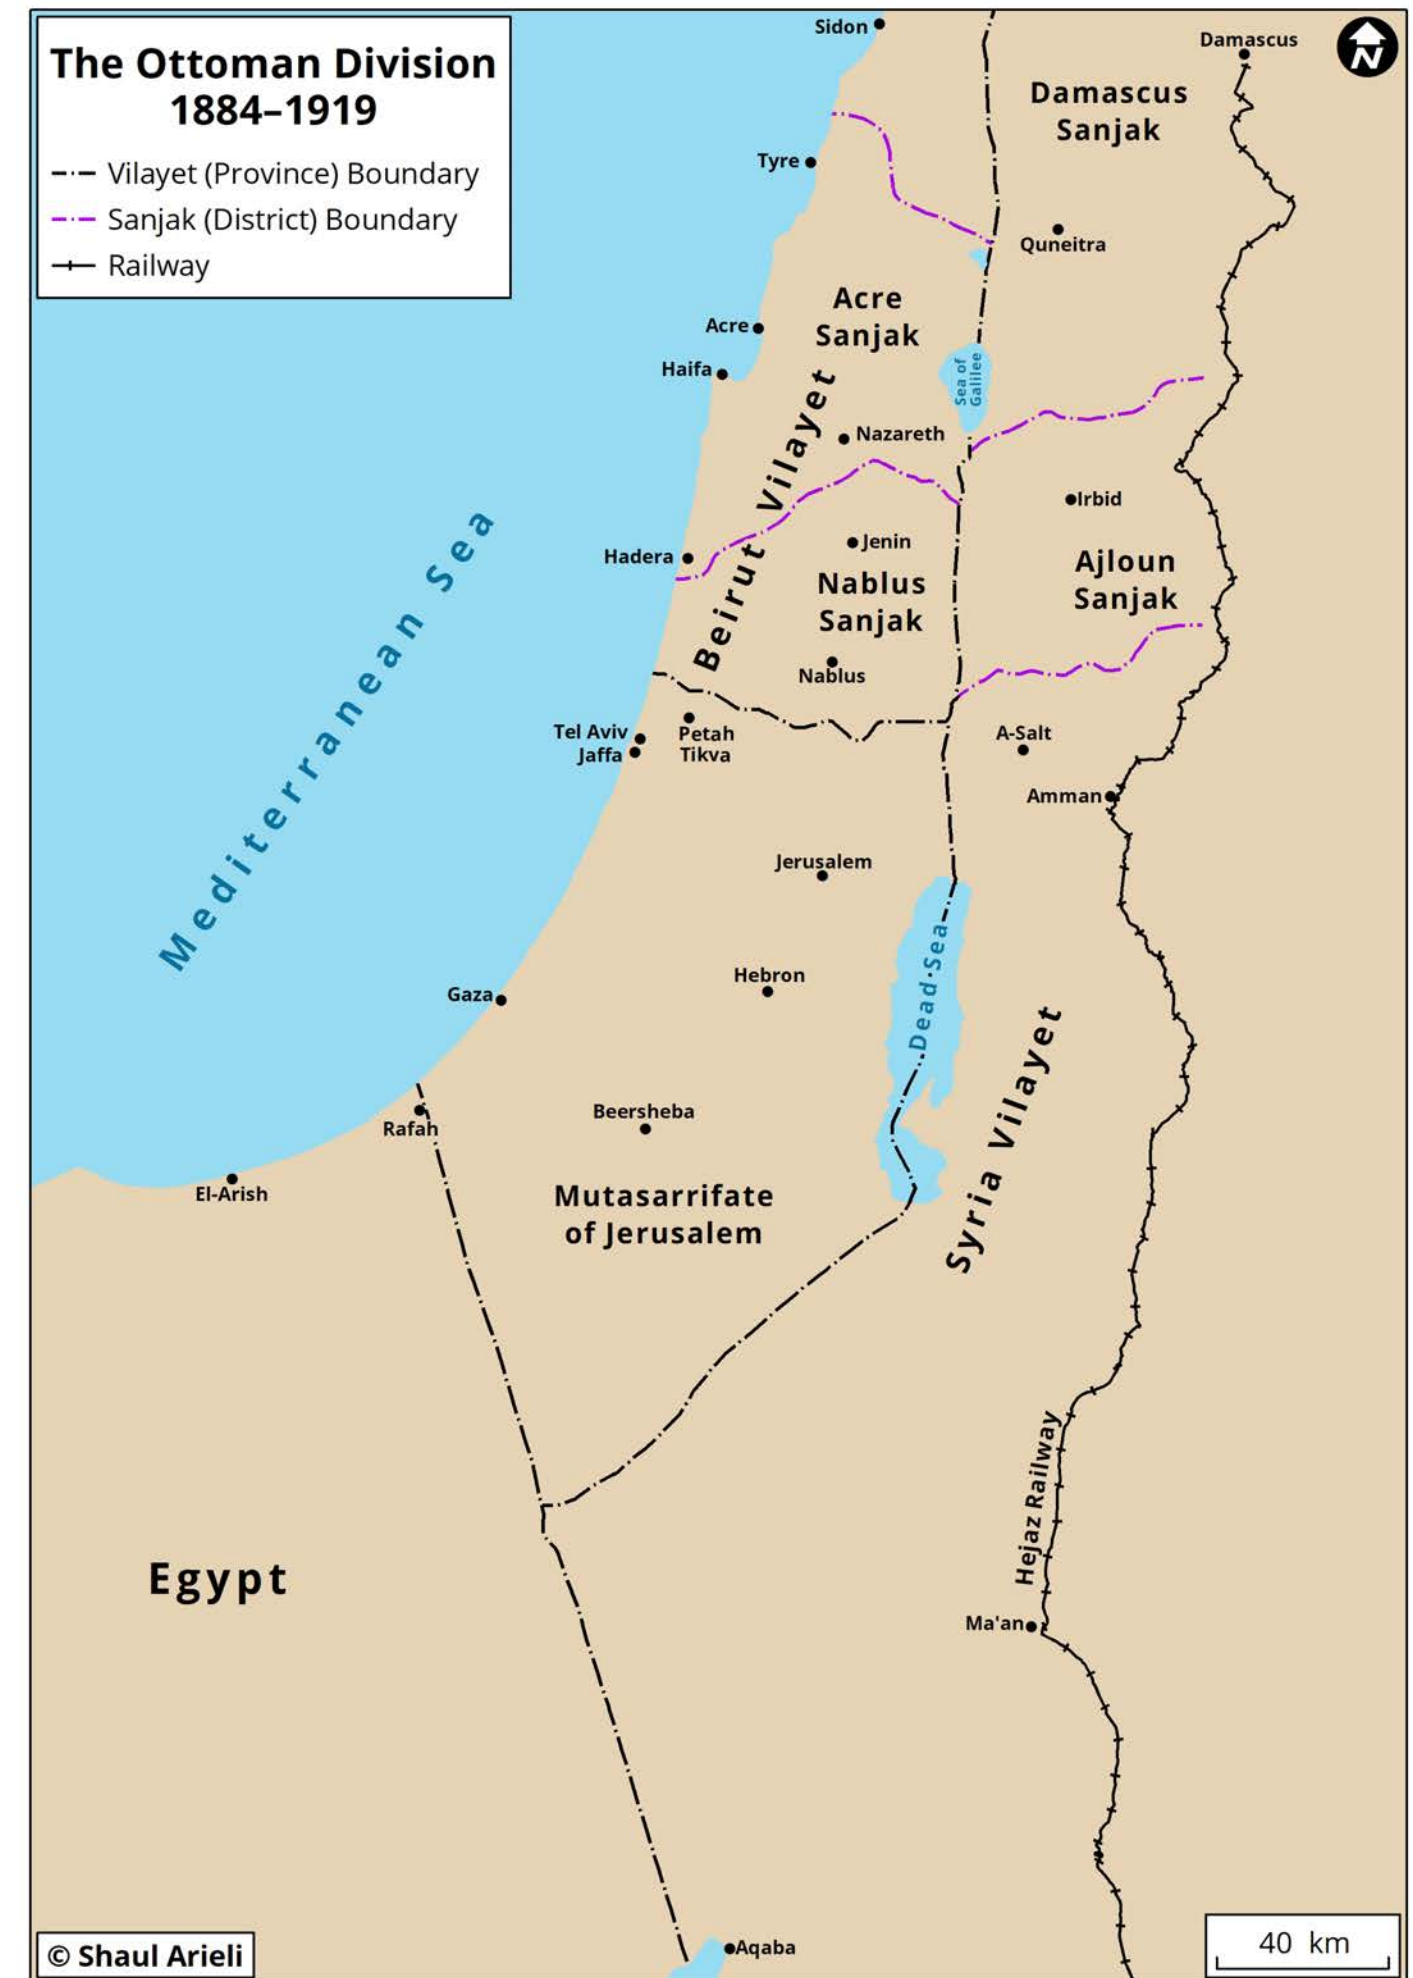 The Ottoman Division
1884–1919
Vilayet (Province) Boundary
Sanjak (District) Boundary
Railway
N
Sidon
Damascus
Damascus
Sanjak
Tyre
Quneitra
Acre
Sanjak
Acre
Haifa
Sea of
Galilee
Nazareth
Beirut Vilayet
Irbid
Jenin
Hadera
Ajloun
Sanjak
Nablus
Sanjak
Nablus
Mediterranean Sea
Tel Aviv
Jaffa
Petah
Tikva
A-Salt
Amman
Jerusalem
Dead Sea
Hebron
Gaza
Syria Vilayet
Beersheba
Rafah
El-Arish
Mutasarrifate
of Jerusalem
Hejaz Railway
Egypt
Ma'an
Aqaba
© Shaul Arieli
40 km